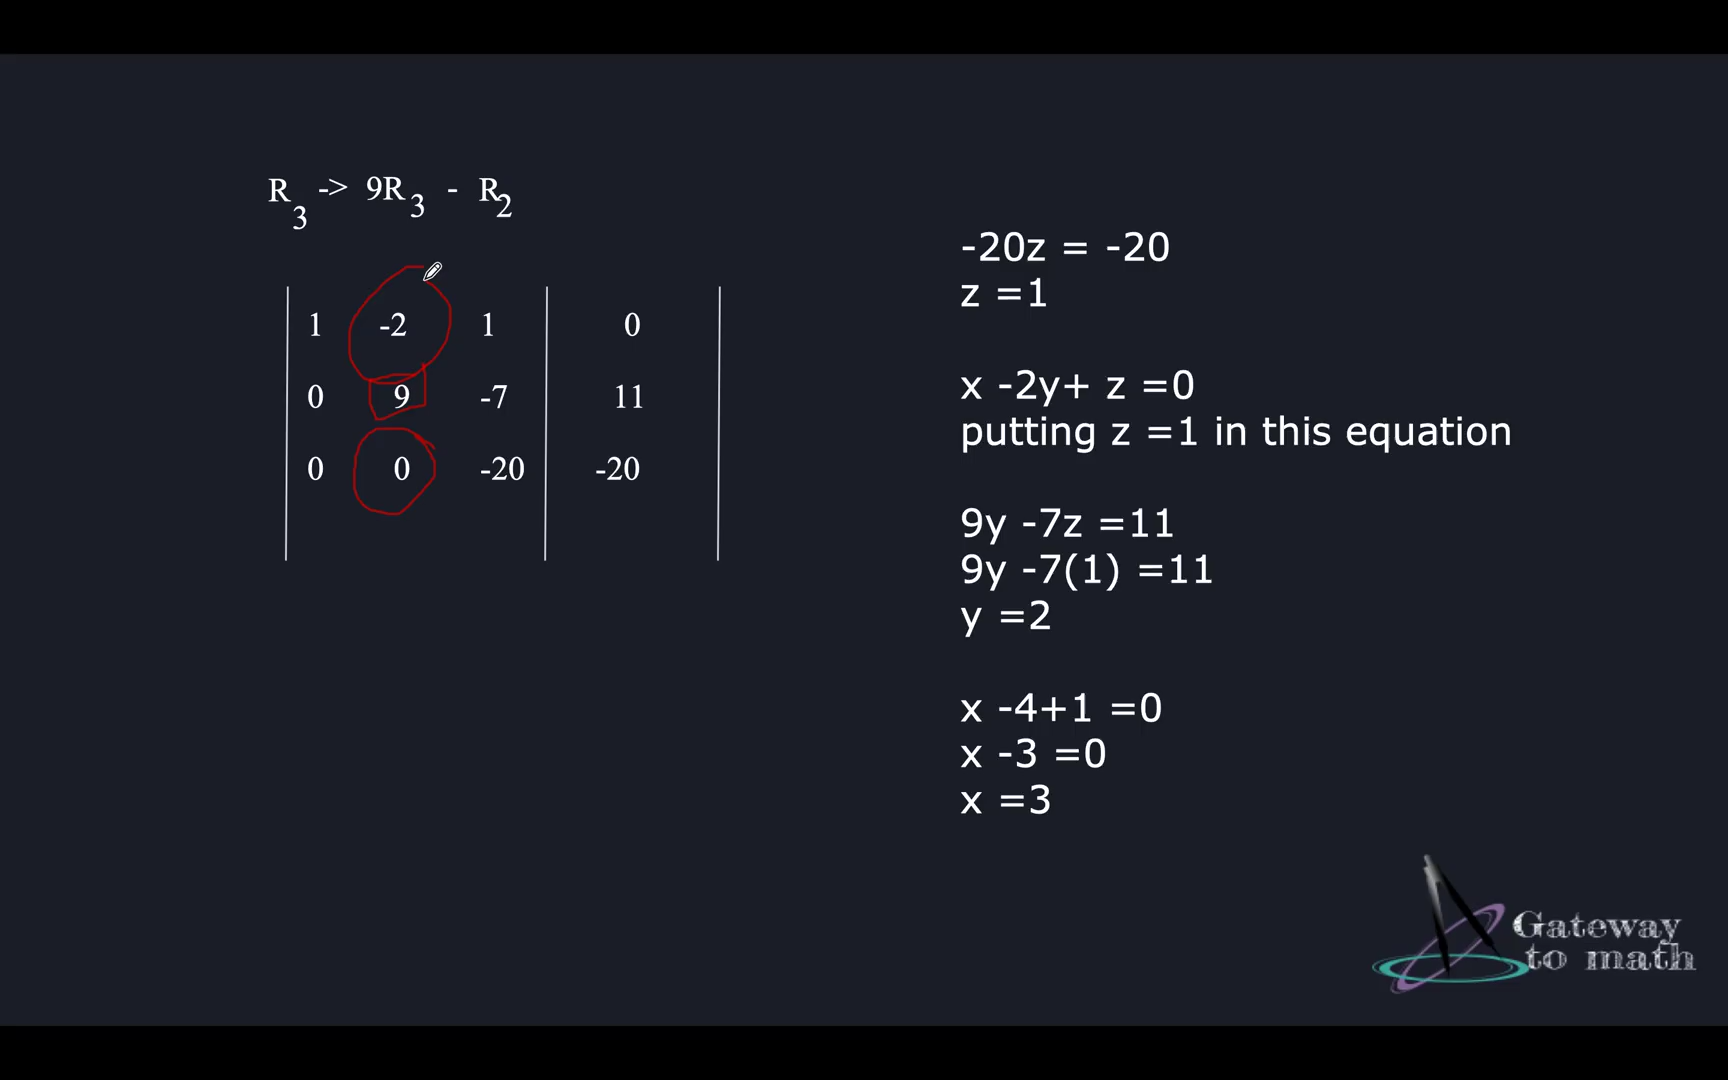 R3 -> 9R3 - R2
1 -2 1 0
0 9 -7 11
0 0 -20 -20
-20z = -20
z =1
x -2y+ z =0
putting z =1 in this equation
9y -7z =11
9y -7(1) =11
y =2
x -4+1 =0
x -3 =0
x =3
Gateway
to math